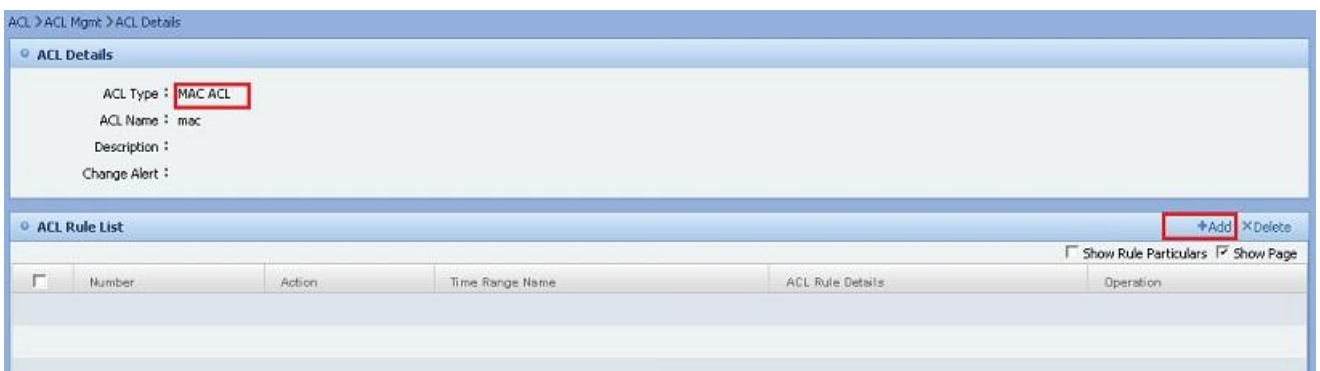 ACL > ACL Mgmt > ACL Details
ACL Details
ACL Type : MAC ACL
ACL Name : mac
Description :
Change Alert :
ACL Rule List +Add ×Delete
Show Rule Particulars Show Page
Number Action Time Range Name ACL Rule Details Operation